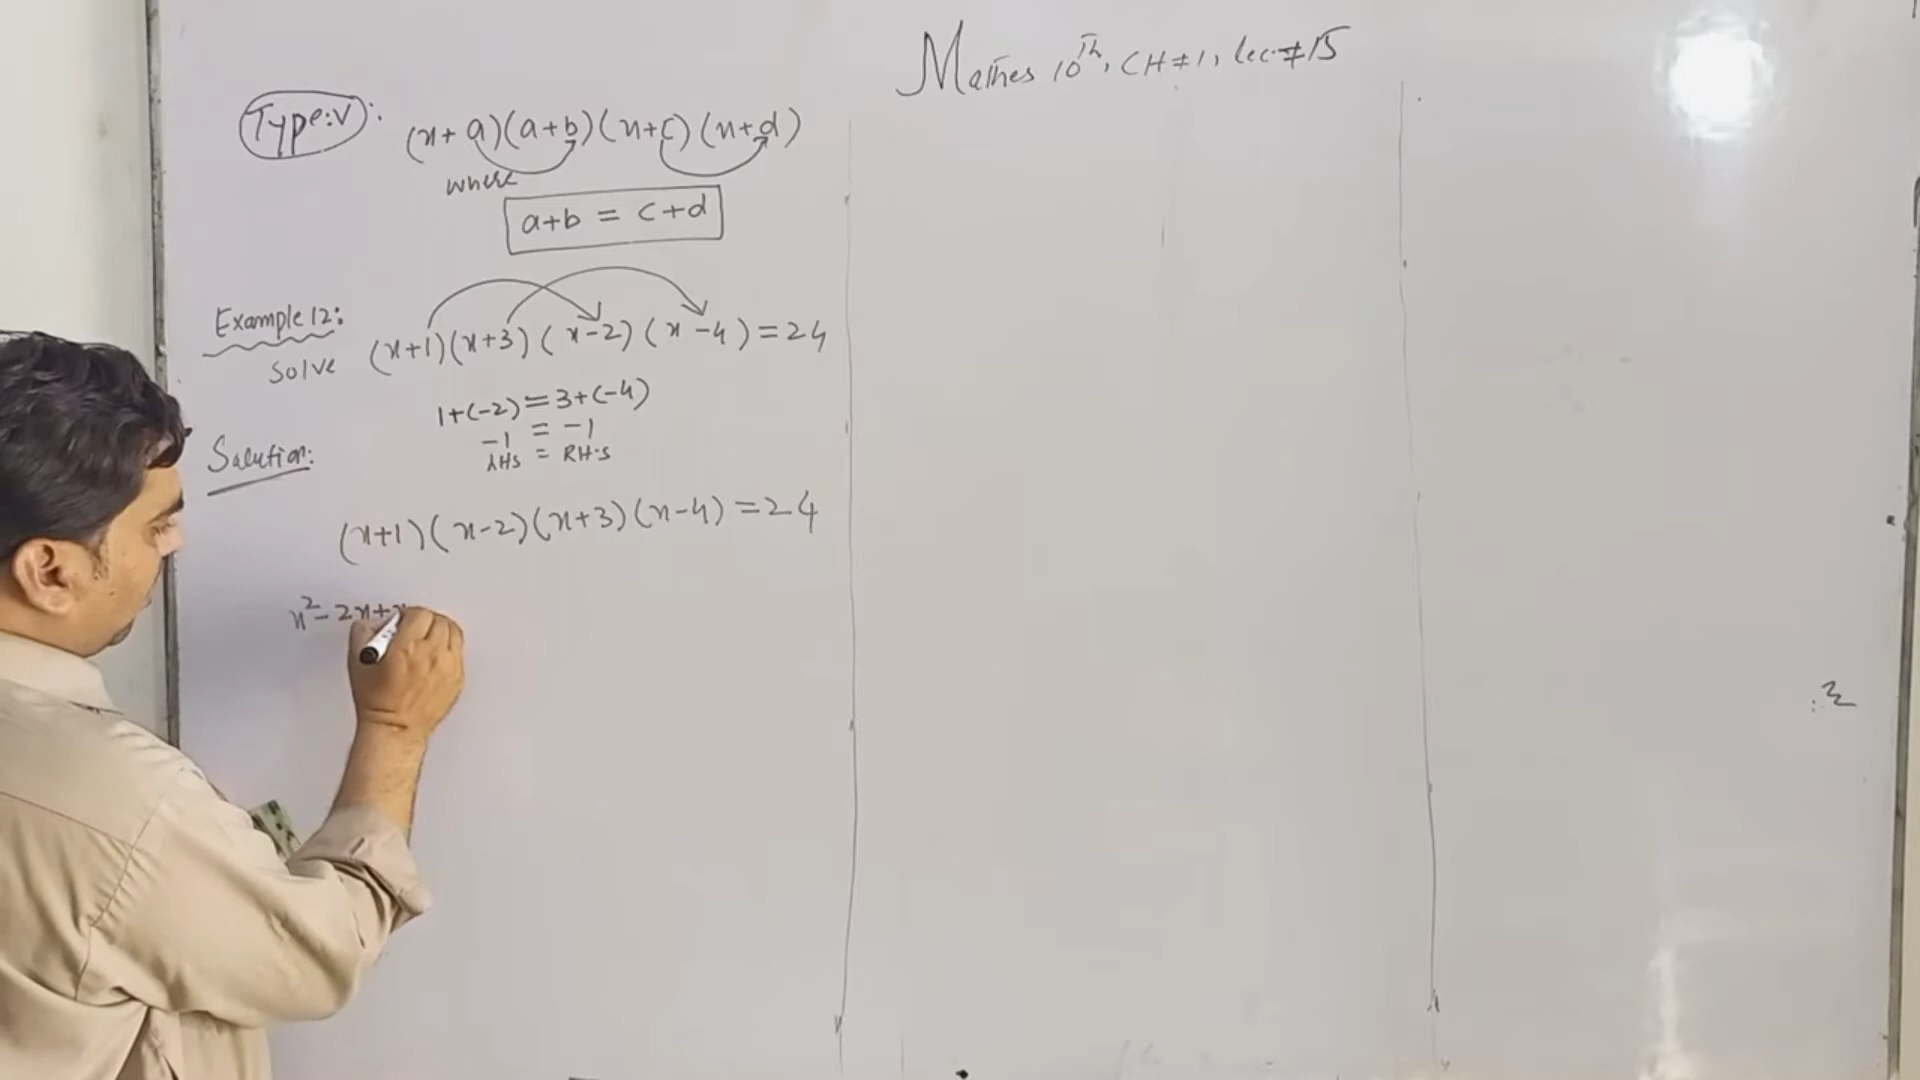 Mathes 10th, CH#1, lec#15
Type:V:
(x+a)(a+b)(x+c)(x+d)
where
a+b = c+d
Example 12:
Solve (x+1)(x+3)(x-2)(x-4)=24
1+(-2)=3+(-4)
-1 = -1
LHS = RH.S
Solution:
(x+1)(x-2)(x+3)(x-4)=24
x²-2x+x